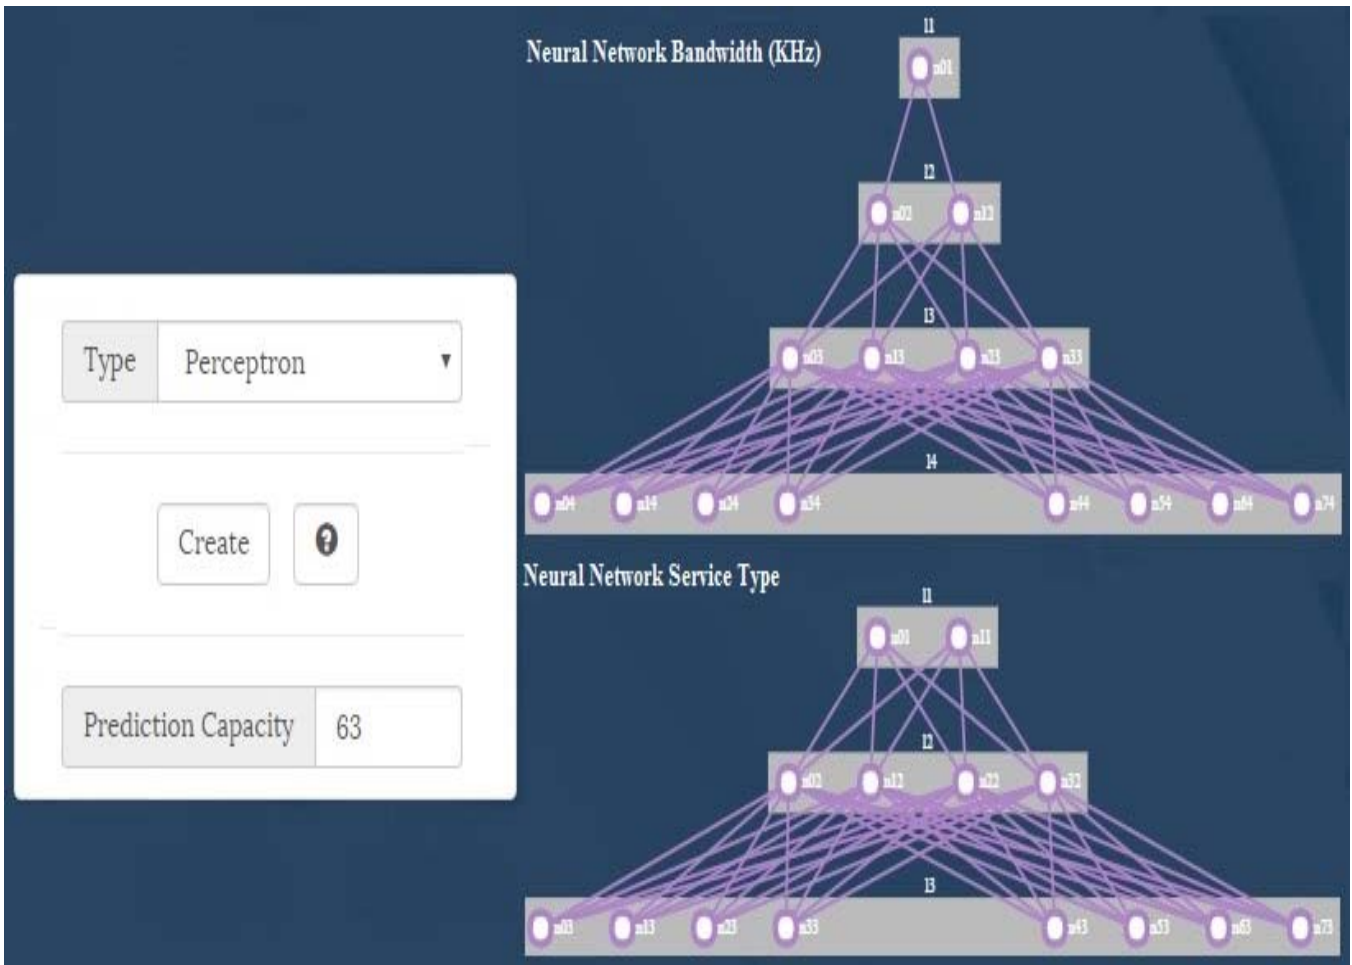 Type
Perceptron
Create
Prediction Capacity
63
Neural Network Bandwidth (KHz)
l1
n01
l2
n02 n12
l3
n03 n13 n23 n33
l4
n04 n14 n24 n34 n44 n54 n64 n74
Neural Network Service Type
l1
n01 n11
l2
n02 n12 n22 n32
l3
n03 n13 n23 n33 n43 n53 n63 n73